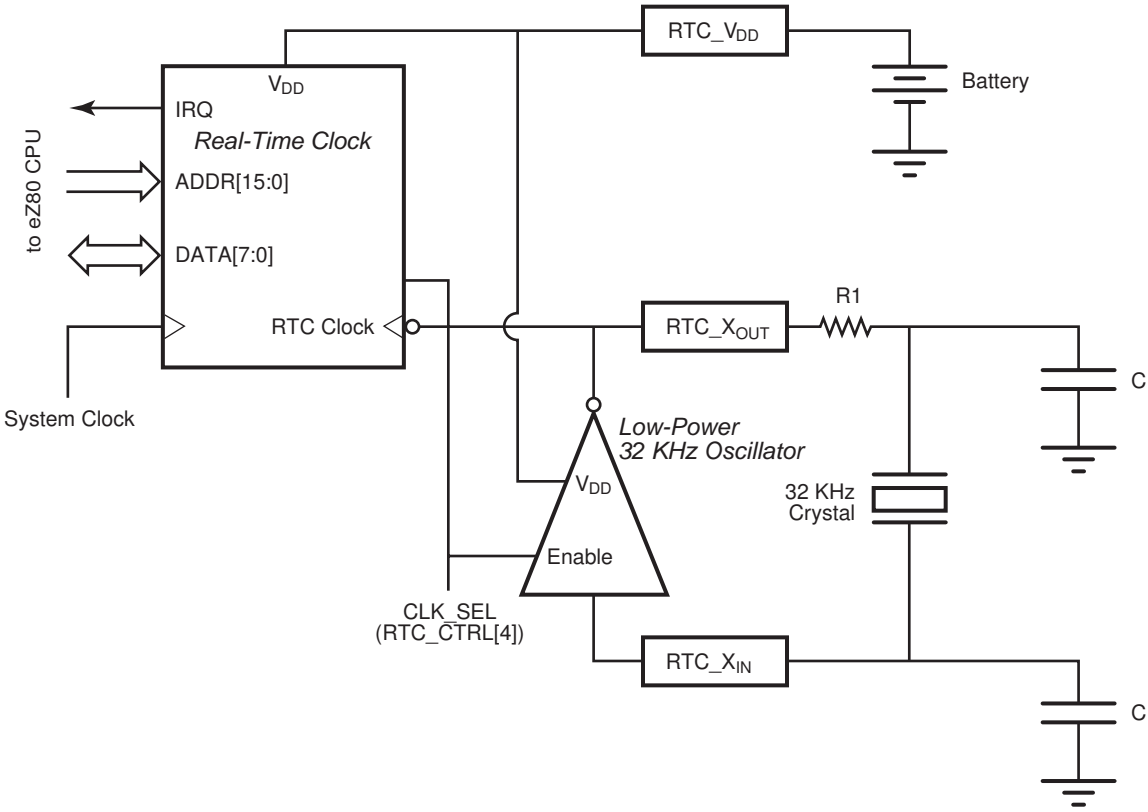 RTC_VDD
Battery
VDD
IRQ
Real-Time Clock
ADDR[15:0]
to eZ80 CPU
DATA[7:0]
RTC Clock
System Clock
RTC_XOUT
R1
C
Low-Power
32 KHz Oscillator
VDD
Enable
32 KHz
Crystal
CLK_SEL
(RTC_CTRL[4])
RTC_XIN
C